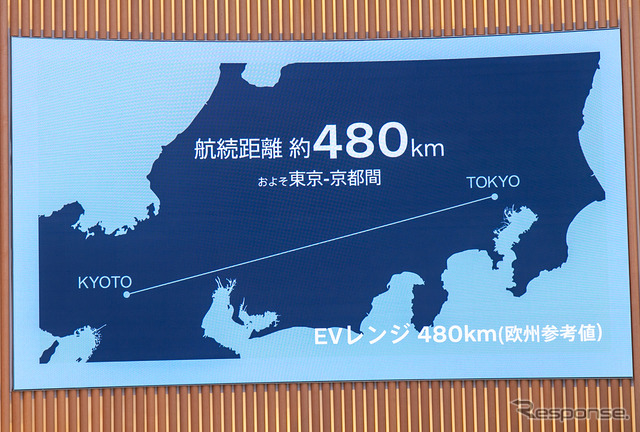 航続距離 約480km
およそ東京-京都間
TOKYO
KYOTO
EVレンジ 480km(欧州参考値)
Response.